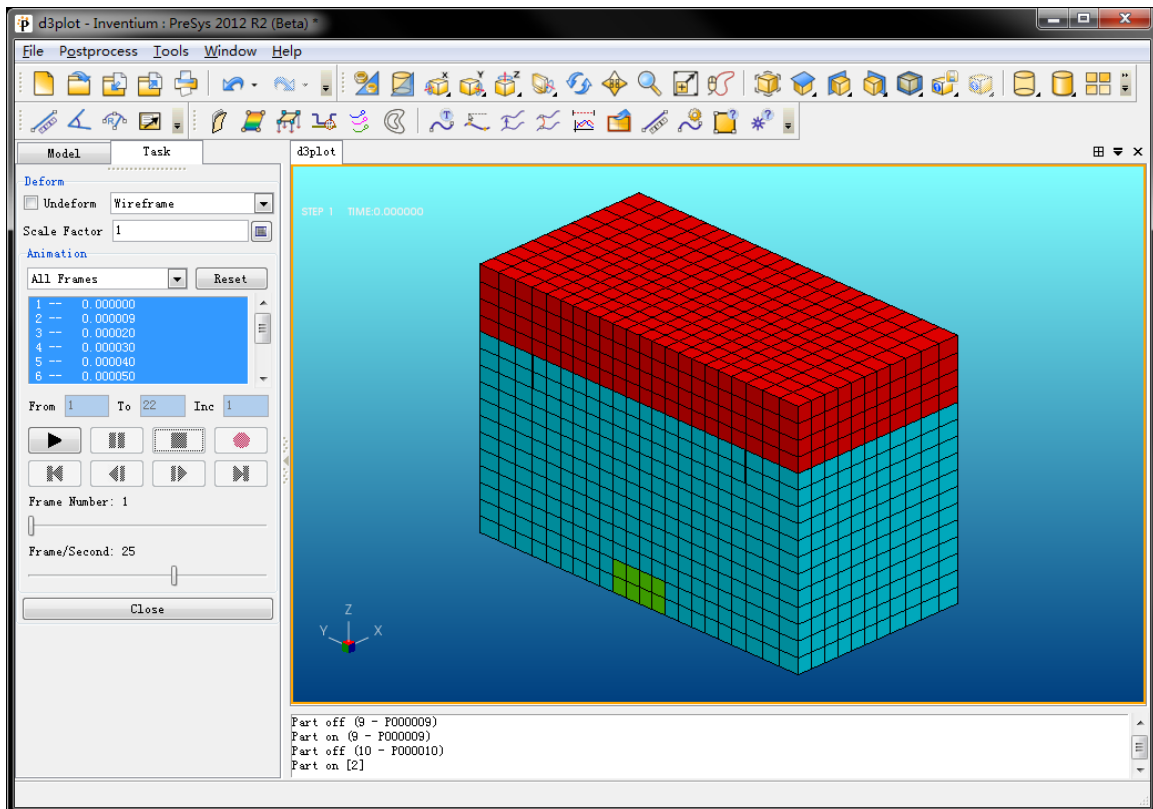 d3plot - Inventium : PreSys 2012 R2 (Beta) *
File Postprocess Tools Window Help
Model Task
d3plot
Deform
Undeform Wireframe
Scale Factor 1
Animation
All Frames Reset
1 -- 0.000000
2 -- 0.000009
3 -- 0.000020
4 -- 0.000030
5 -- 0.000040
6 -- 0.000050
From 1 To 22 Inc 1
Frame Number: 1
Frame/Second: 25
Close
STEP 1 TIME:0.000000
Z
Y X
Part off (9 - P000009)
Part on (9 - P000009)
Part off (10 - P000010)
Part on [2]